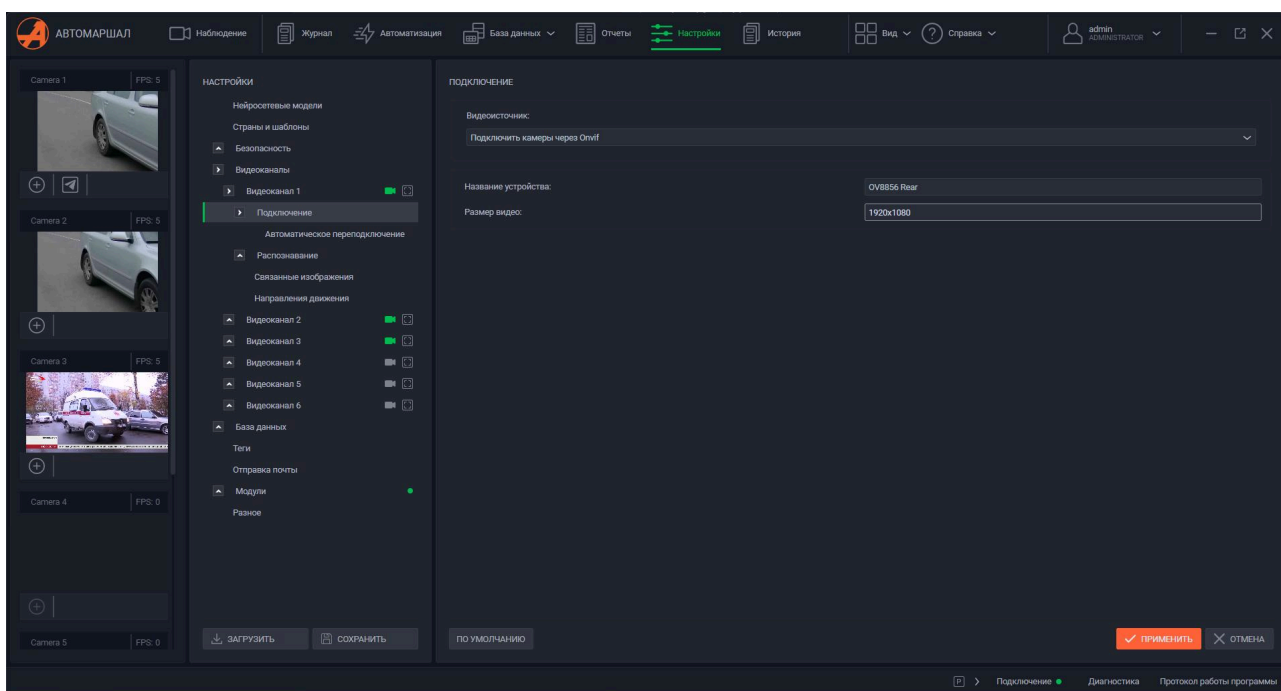 АВТОМАРШАЛ Наблюдение Журнал Автоматизация База данных Отчеты Настройки История Вид Справка admin ADMINISTRATOR
Camera 1 FPS: 5
Camera 2 FPS: 5
Camera 3 FPS: 5
Camera 4 FPS: 0
Camera 5 FPS: 0
НАСТРОЙКИ
Нейросетевые модели
Страны и шаблоны
Безопасность
Видеоканалы
Видеоканал 1
Подключение
Автоматическое переподключение
Распознавание
Связанные изображения
Направления движения
Видеоканал 2
Видеоканал 3
Видеоканал 4
Видеоканал 5
Видеоканал 6
База данных
Теги
Отправка почты
Модули
Разное
ЗАГРУЗИТЬ СОХРАНИТЬ
ПОДКЛЮЧЕНИЕ
Видеоисточник:
Подключить камеры через Onvif
Название устройства: OV8856 Rear
Размер видео: 1920x1080
ПО УМОЛЧАНИЮ ПРИМЕНИТЬ ОТМЕНА
P Подключение Диагностика Протокол работы программы